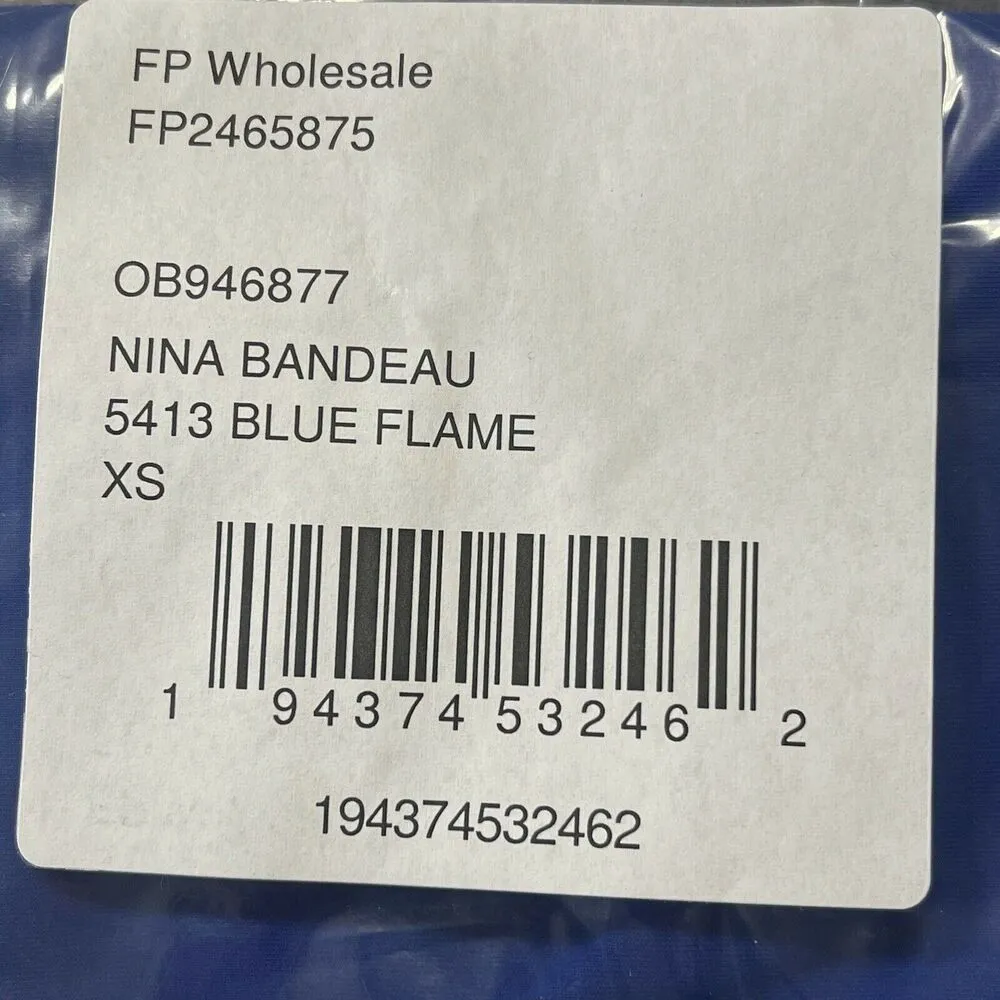 FP Wholesale
FP2465875
OB946877
NINA BANDEAU
5413 BLUE FLAME
XS
1 94374 53246 2
194374532462